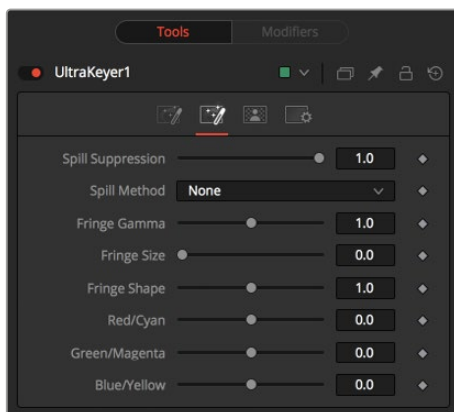 Tools Modifiers
UltraKeyer1
Spill Suppression 1.0
Spill Method None
Fringe Gamma 1.0
Fringe Size 0.0
Fringe Shape 1.0
Red/Cyan 0.0
Green/Magenta 0.0
Blue/Yellow 0.0